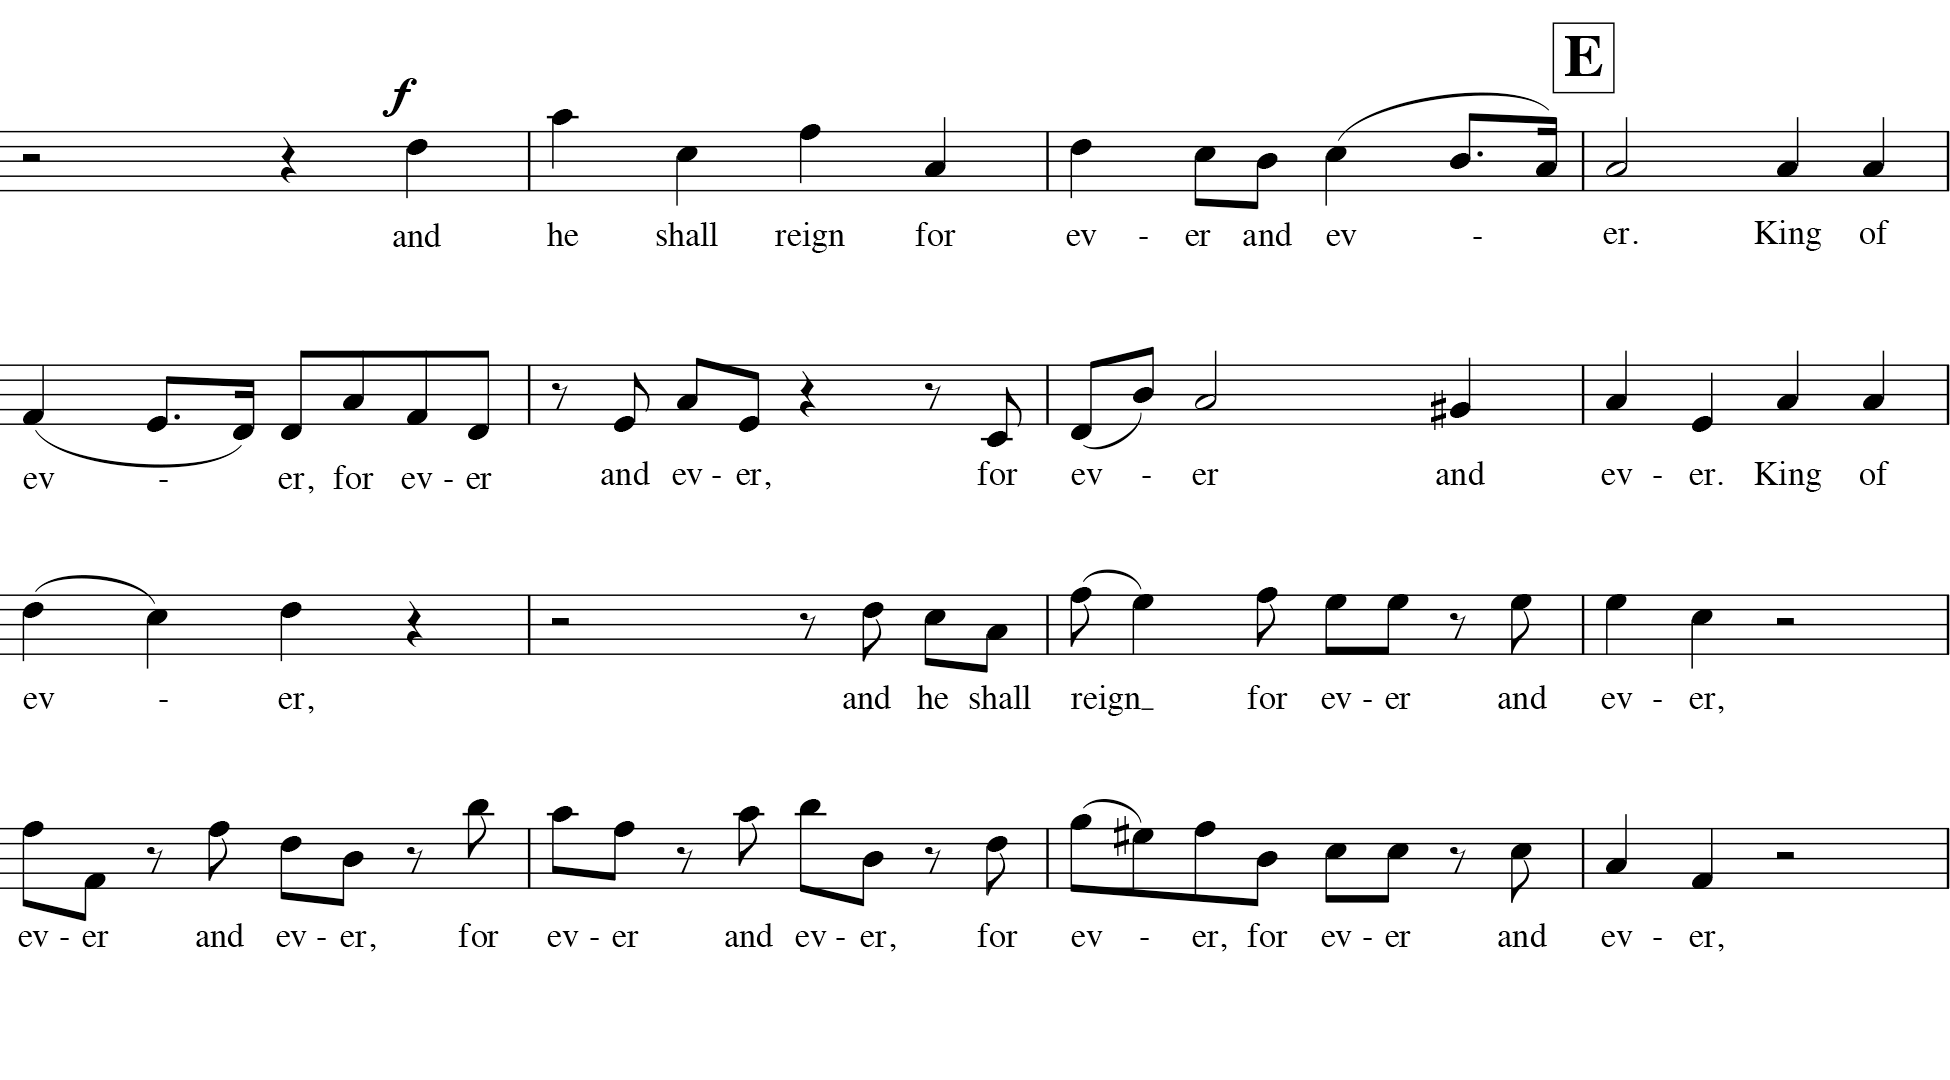 E
f
and he shall reign for ev - er and ev - er. King of
ev - er, for ev - er and ev - er, for ev - er and ev - er. King of
ev - er, and he shall reign_ for ev - er and ev - er,
ev - er and ev - er, for ev - er and ev - er, for ev - er, for ev - er and ev - er,